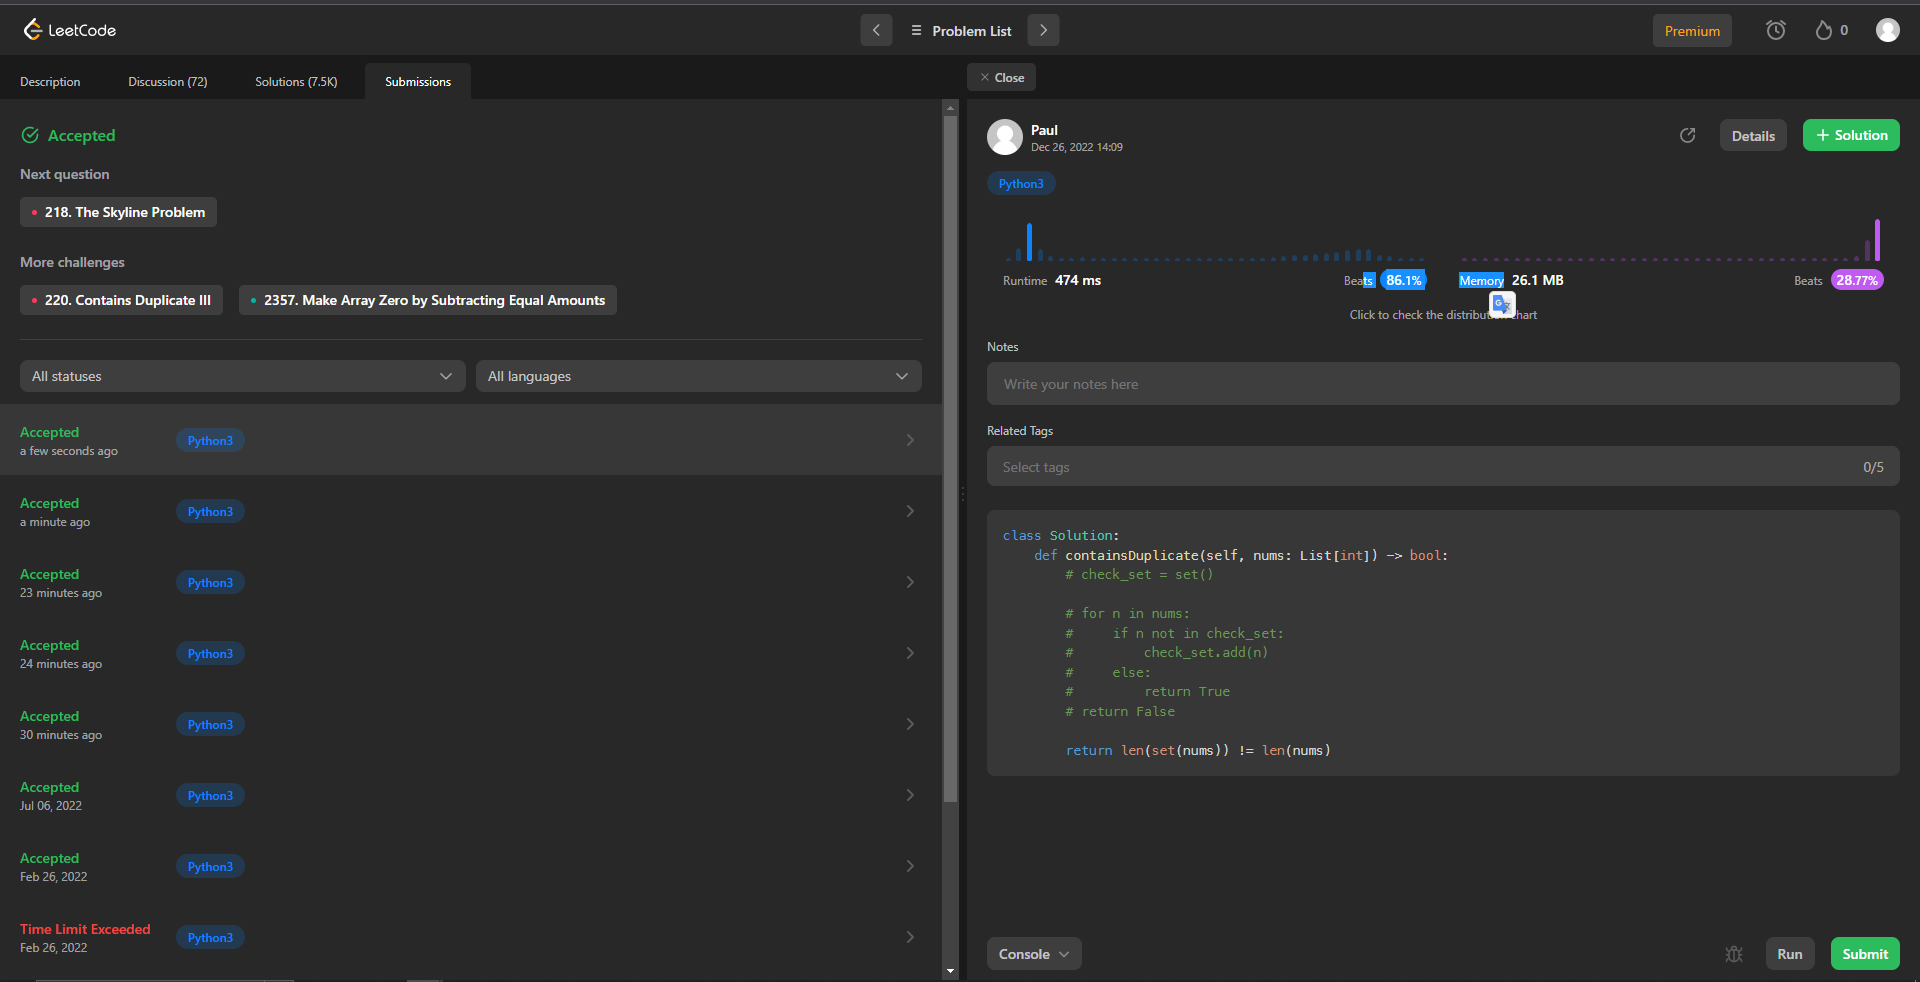 LeetCode
Problem List
Premium
0
Description
Discussion (72)
Solutions (7.5K)
Submissions
Close
Accepted
Next question
218. The Skyline Problem
More challenges
220. Contains Duplicate III
2357. Make Array Zero by Subtracting Equal Amounts
All statuses
All languages
Accepted
a few seconds ago
Python3
Accepted
a minute ago
Python3
Accepted
23 minutes ago
Python3
Accepted
24 minutes ago
Python3
Accepted
30 minutes ago
Python3
Accepted
Jul 06, 2022
Python3
Accepted
Feb 26, 2022
Python3
Time Limit Exceeded
Feb 26, 2022
Python3
Paul
Dec 26, 2022 14:09
Details
+ Solution
Python3
Runtime 474 ms
Beats 86.1%
Memory 26.1 MB
Beats 28.77%
Click to check the distribut hart
Notes
Write your notes here
Related Tags
Select tags
0/5
class Solution:
    def containsDuplicate(self, nums: List[int]) -> bool:
        # check_set = set()
        # for n in nums:
        #     if n not in check_set:
        #         check_set.add(n)
        #     else:
        #         return True
        # return False
        return len(set(nums)) != len(nums)
Console
Run
Submit